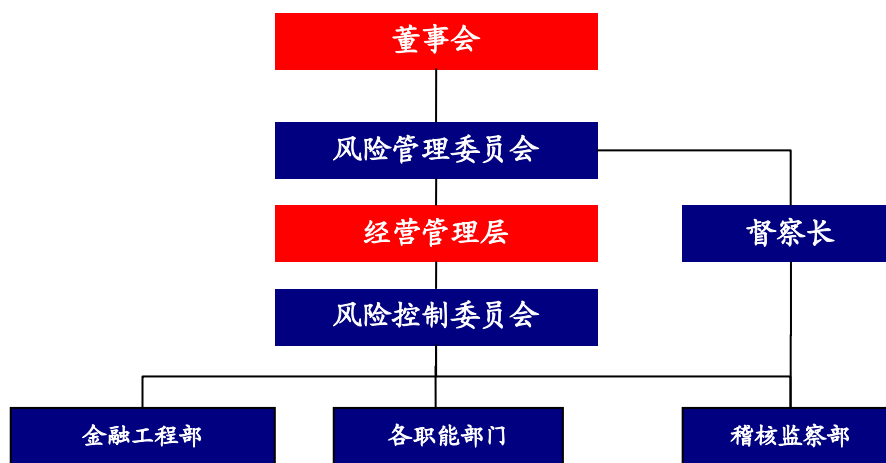 董事会
风险管理委员会
经营管理层
督察长
风险控制委员会
金融工程部
各职能部门
稽核监察部